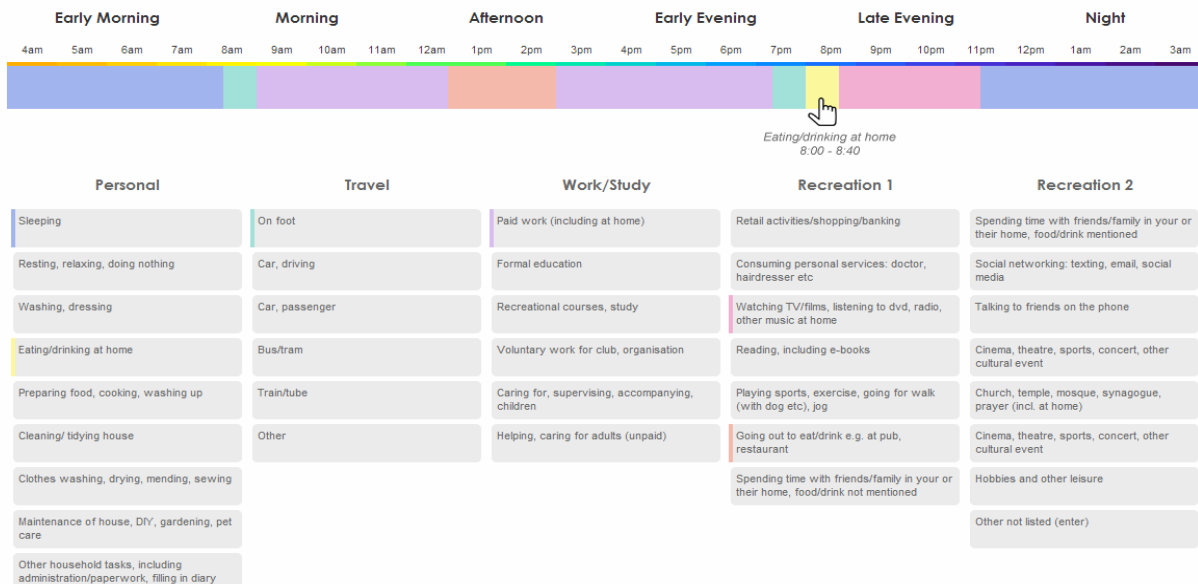 Early Morning Morning Afternoon Early Evening Late Evening Night
4am 5am 6am 7am 8am 9am 10am 11am 12am 1pm 2pm 3pm 4pm 5pm 6pm 7pm 8pm 9pm 10pm 11pm 12pm 1am 2am 3am
Eating/drinking at home
8:00 - 8:40
Personal
Sleeping
Resting, relaxing, doing nothing
Washing, dressing
Eating/drinking at home
Preparing food, cooking, washing up
Cleaning/ tidying house
Clothes washing, drying, mending, sewing
Maintenance of house, DIY, gardening, pet
care
Other household tasks, including
administration/paperwork, filling in diary
Travel
On foot
Car, driving
Car, passenger
Bus/tram
Train/tube
Other
Work/Study
Paid work (including at home)
Formal education
Recreational courses, study
Voluntary work for club, organisation
Caring for, supervising, accompanying,
children
Helping, caring for adults (unpaid)
Recreation 1
Retail activities/shopping/banking
Consuming personal services: doctor,
hairdresser etc
Watching TV/films, listening to dvd, radio,
other music at home
Reading, including e-books
Playing sports, exercise, going for walk
(with dog etc), jog
Going out to eat/drink e.g. at pub,
restaurant
Spending time with friends/family in your or
their home, food/drink not mentioned
Recreation 2
Spending time with friends/family in your or
their home, food/drink mentioned
Social networking: texting, email, social
media
Talking to friends on the phone
Cinema, theatre, sports, concert, other
cultural event
Church, temple, mosque, synagogue,
prayer (incl. at home)
Cinema, theatre, sports, concert, other
cultural event
Hobbies and other leisure
Other not listed (enter)